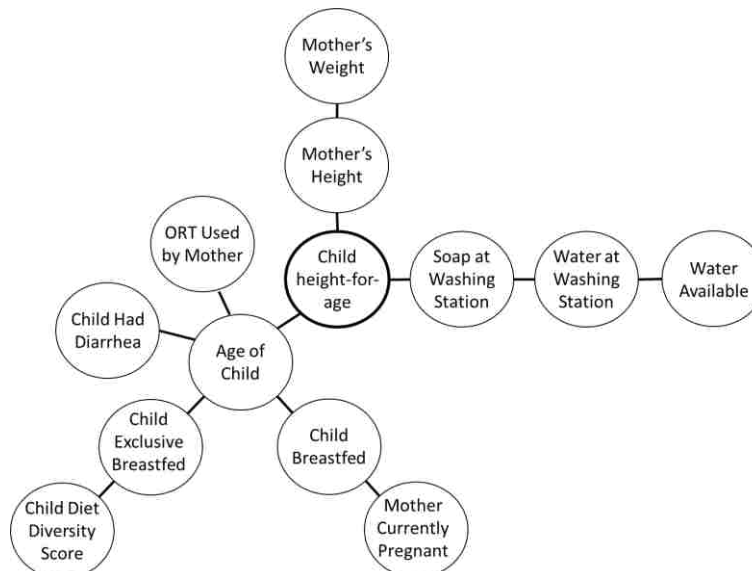 Mother's
Weight
Mother's
Height
ORT Used
by Mother
Child
height-for-
age
Soap at
Washing
Station
Water at
Washing
Station
Water
Available
Child Had
Diarrhea
Age of
Child
Child
Exclusive
Breastfed
Child
Breastfed
Child Diet
Diversity
Score
Mother
Currently
Pregnant